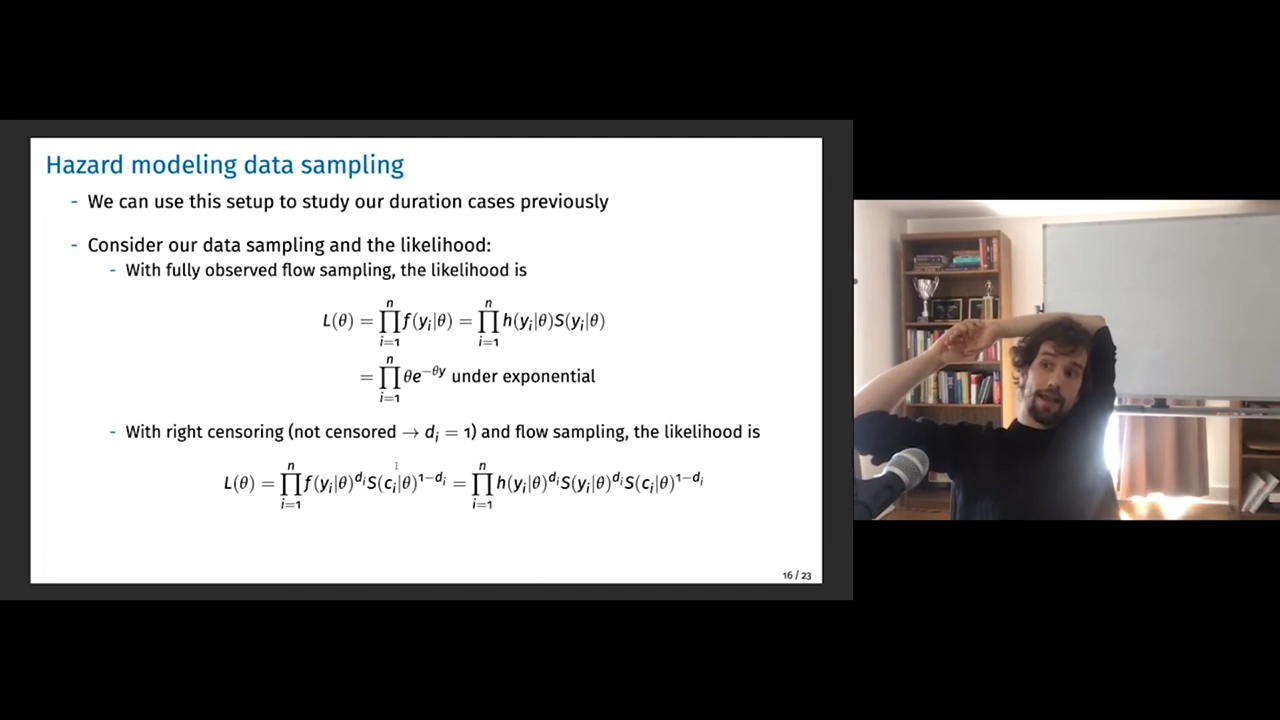 Hazard modeling data sampling
- We can use this setup to study our duration cases previously
- Consider our data sampling and the likelihood:
- With fully observed flow sampling, the likelihood is
L(θ) = ∏_{i=1}^{n} f(y_i|θ) = ∏_{i=1}^{n} h(y_i|θ)S(y_i|θ)
= ∏_{i=1}^{n} θe^{−θy} under exponential
- With right censoring (not censored → d_i = 1) and flow sampling, the likelihood is
L(θ) = ∏_{i=1}^{n} f(y_i|θ)^{d_i}S(c_i|θ)^{1−d_i} = ∏_{i=1}^{n} h(y_i|θ)^{d_i}S(y_i|θ)^{d_i}S(c_i|θ)^{1−d_i}
16 / 23